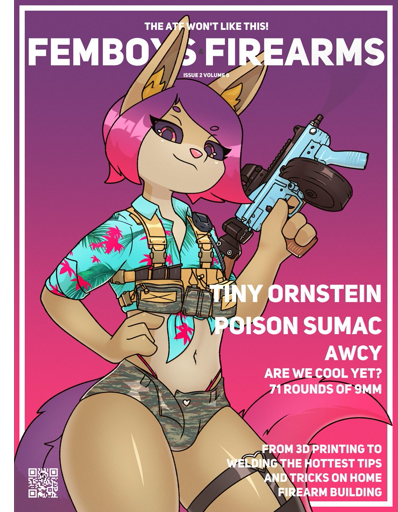 THE ATF WON'T LIKE THIS!
FEMBOYS & FIREARMS
ISSUE 2 VOLUME 6
TINY ORNSTEIN
POISON SUMAC
AWCY
ARE WE COOL YET?
71 ROUNDS OF 9MM
FROM 3D PRINTING TO
WELDING THE HOTTEST TIPS
AND TRICKS ON HOME
FIREARM BUILDING